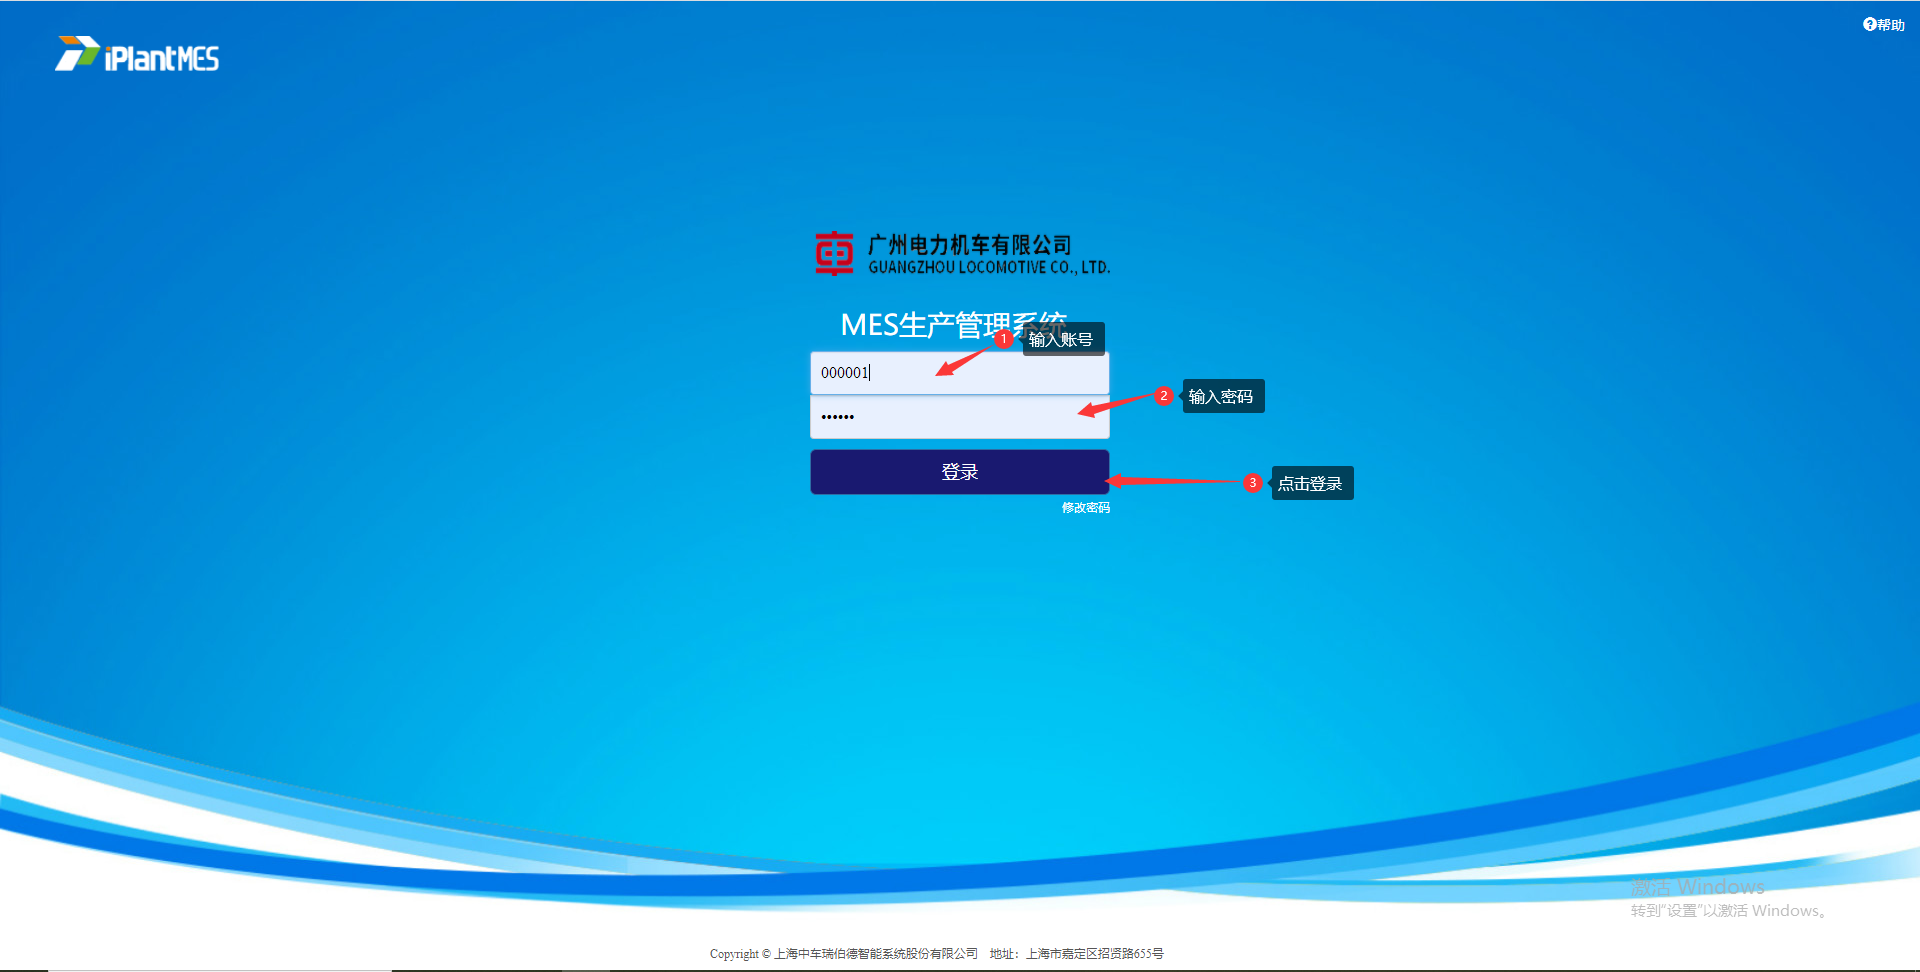 帮助
iPlantMES
广州电力机车有限公司
GUANGZHOU LOCOMOTIVE CO., LTD.
MES生产管理系统
1 输入账号
000001
2 输入密码
••••••
登录
3 点击登录
修改密码
激活 Windows
转到“设置”以激活 Windows。
Copyright © 上海中车瑞伯德智能系统股份有限公司 地址：上海市嘉定区招贤路655号